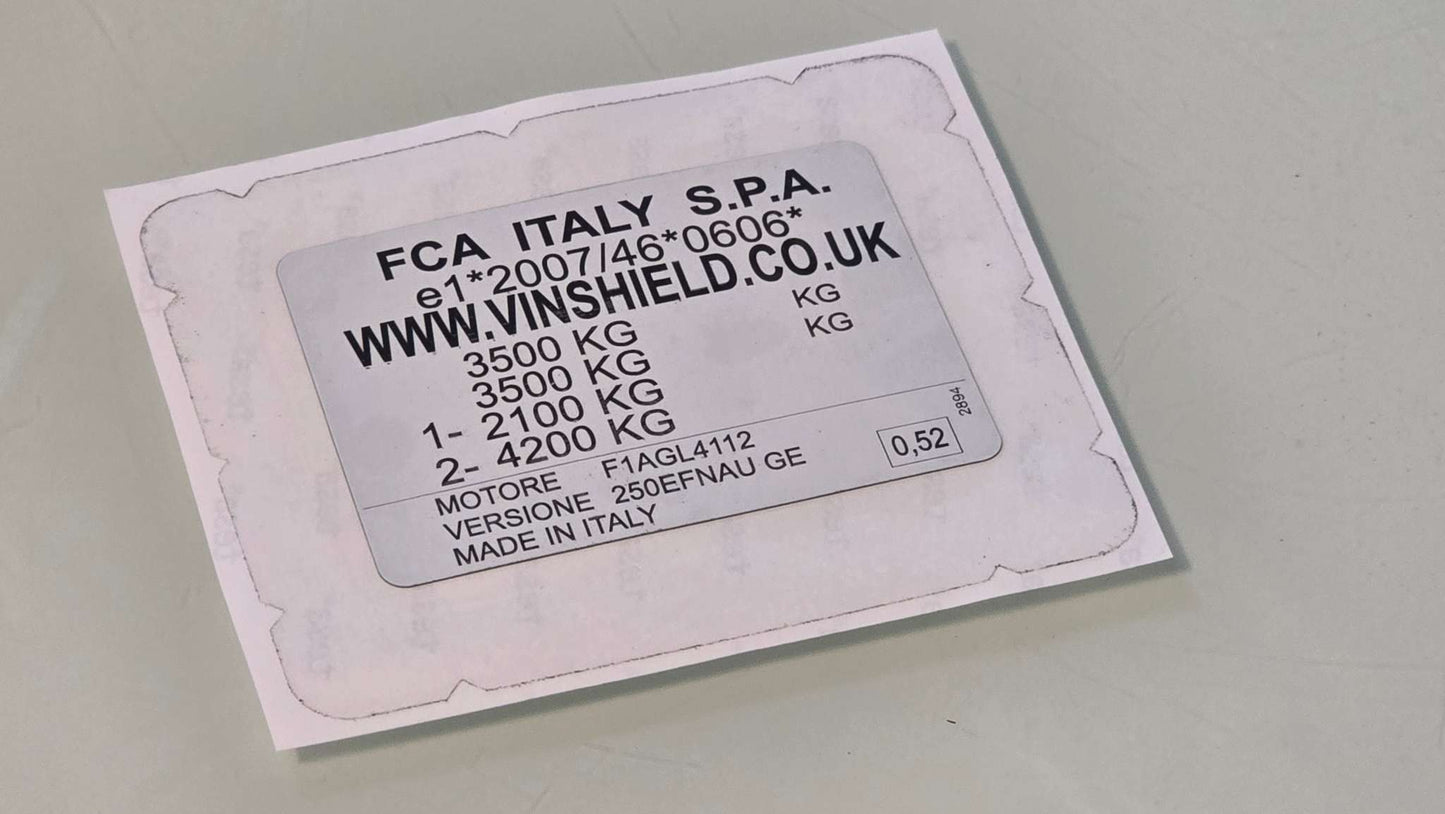 FCA ITALY S.P.A.
e1*2007/46*0606*
WWW.VINSHIELD.CO.UK
3500 KG KG
3500 KG KG
1- 2100 KG
2- 4200 KG
2894
MOTORE F1AGL4112
VERSIONE 250EFNAU GE
0,52
MADE IN ITALY